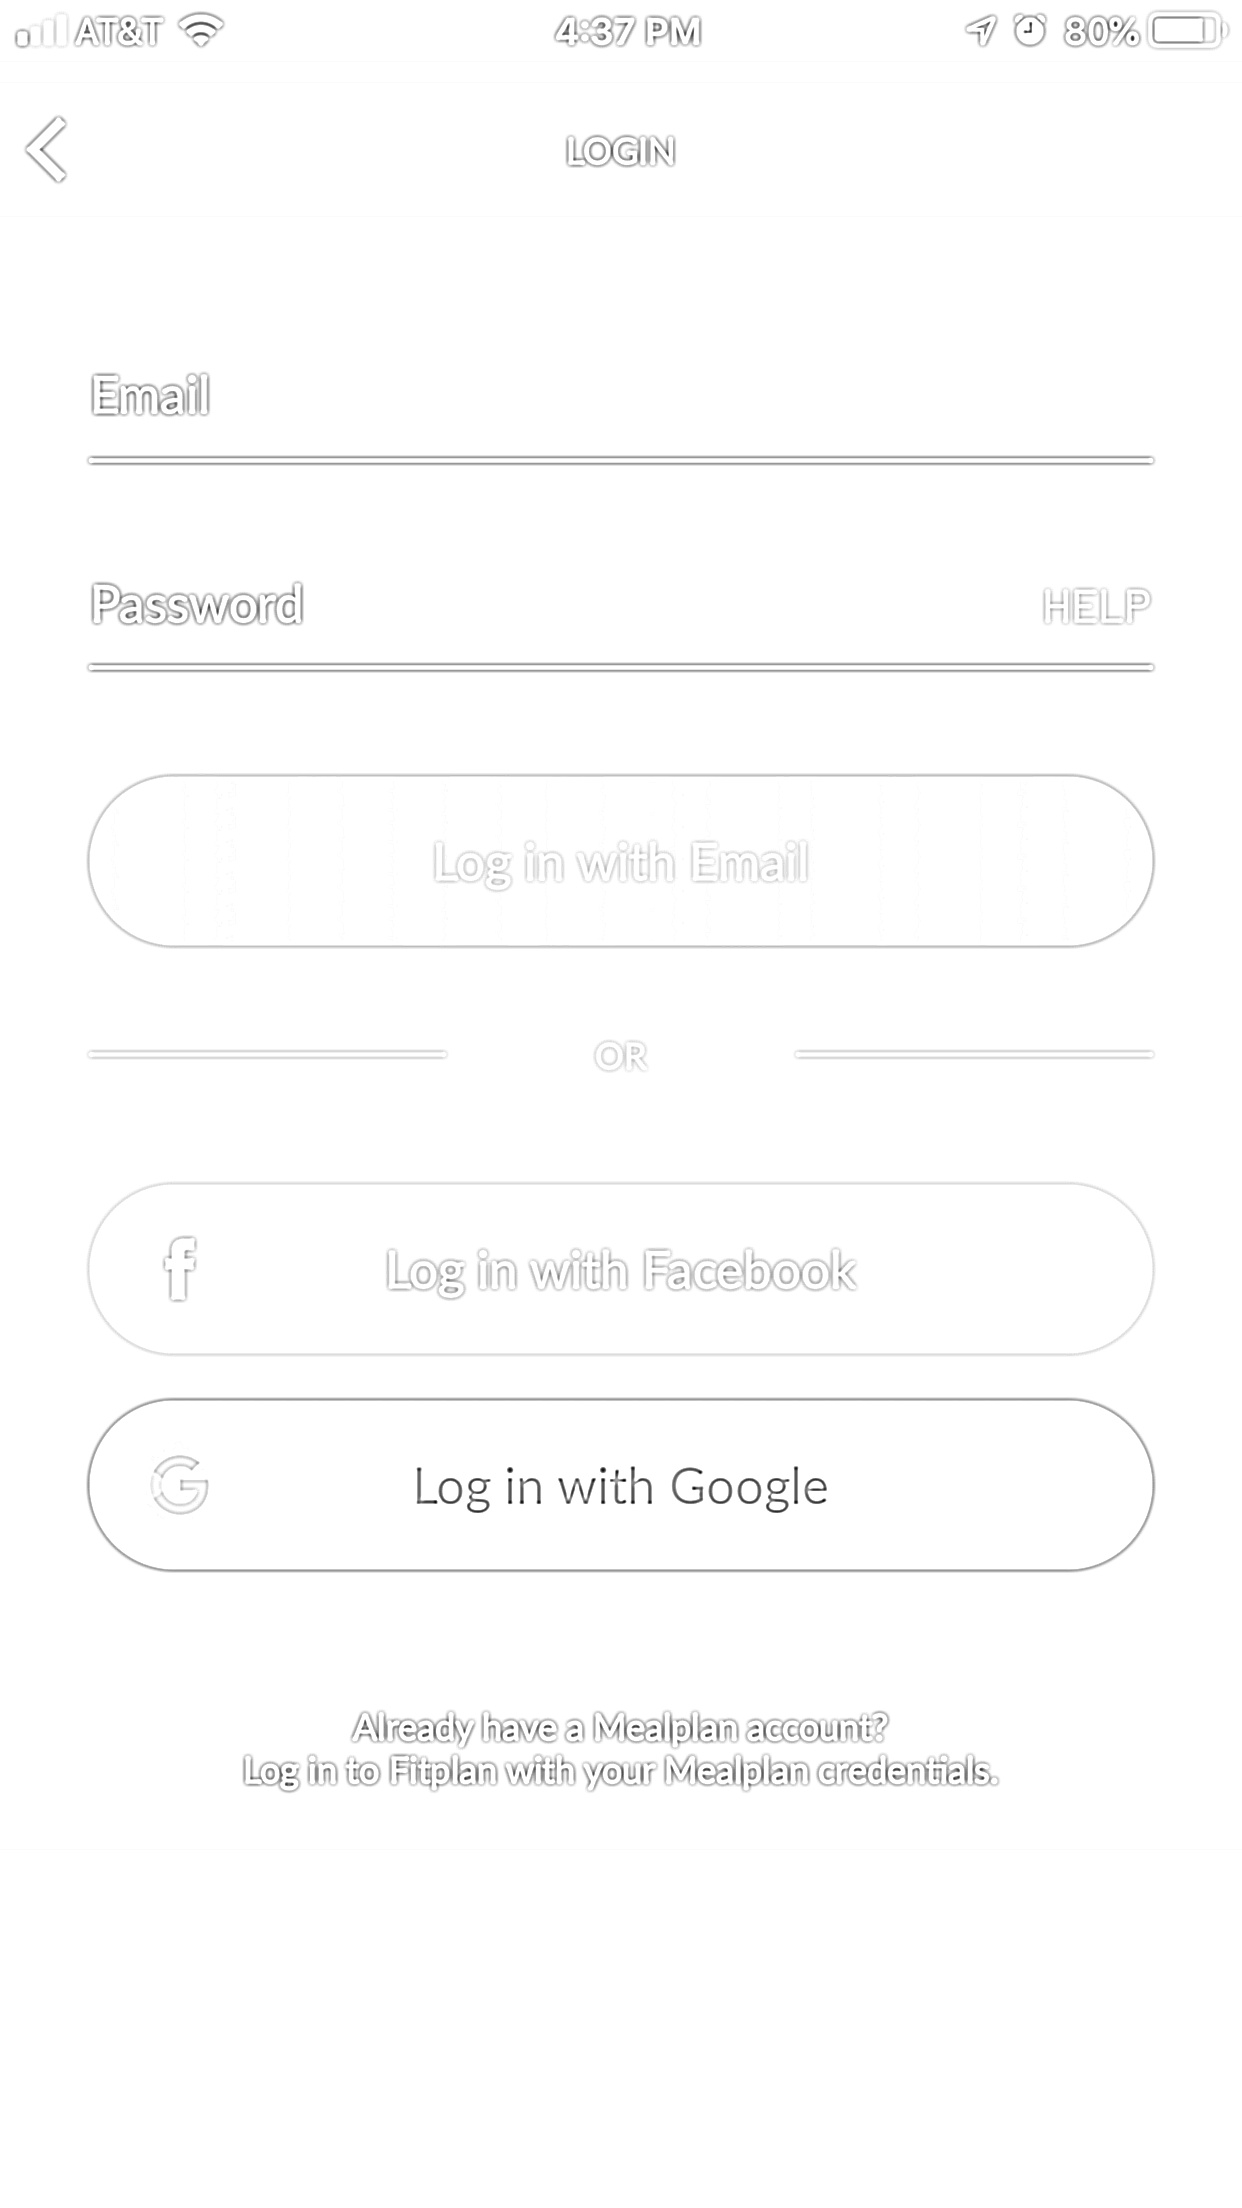 AT&T 4:37 PM 80%
LOGIN
Email
Password HELP
Log in with Email
OR
f Log in with Facebook
G Log in with Google
Already have a Mealplan account?
Log in to Fitplan with your Mealplan credentials.